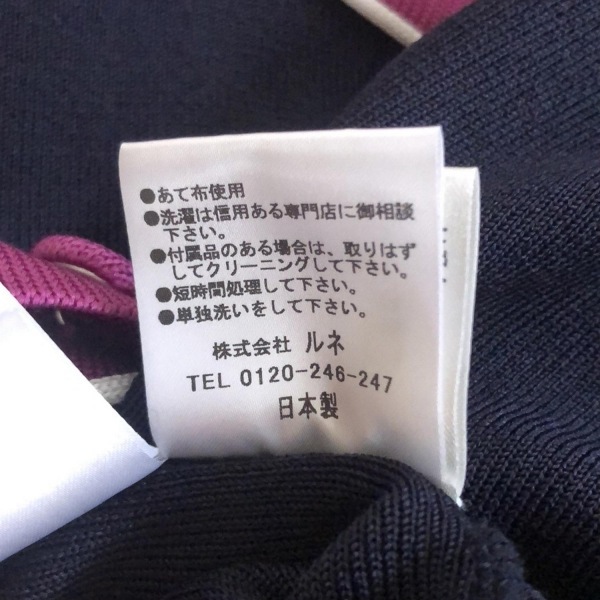 ●あて布使用
●洗濯は信用ある専門店に御相談
下さい。
●付属品のある場合は、取りはず
してクリーニングして下さい。
●短時間処理して下さい。
●単独洗いをして下さい。
株式会社 ルネ
TEL 0120-246-247
日本製